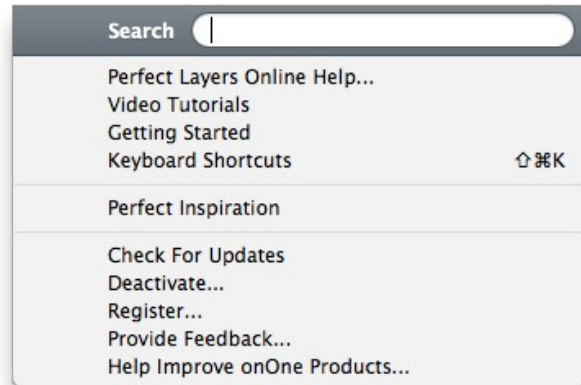 Search
Perfect Layers Online Help...
Video Tutorials
Getting Started
Keyboard Shortcuts ⇧⌘K
Perfect Inspiration
Check For Updates
Deactivate...
Register...
Provide Feedback...
Help Improve onOne Products...